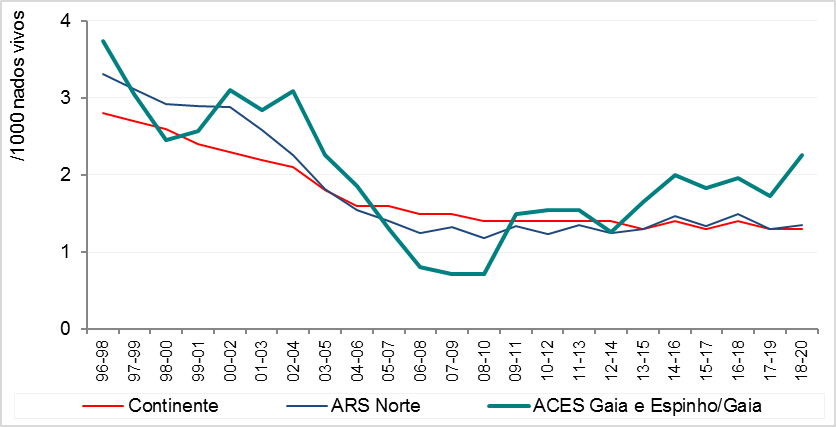 /1000 nados vivos
4
3
2
1
0
96-98 97-99 98-00 99-01 00-02 01-03 02-04 03-05 04-06 05-07 06-08 07-09 08-10 09-11 10-12 11-13 12-14 13-15 14-16 15-17 16-18 17-19 18-20
Continente ARS Norte ACES Gaia e Espinho/Gaia